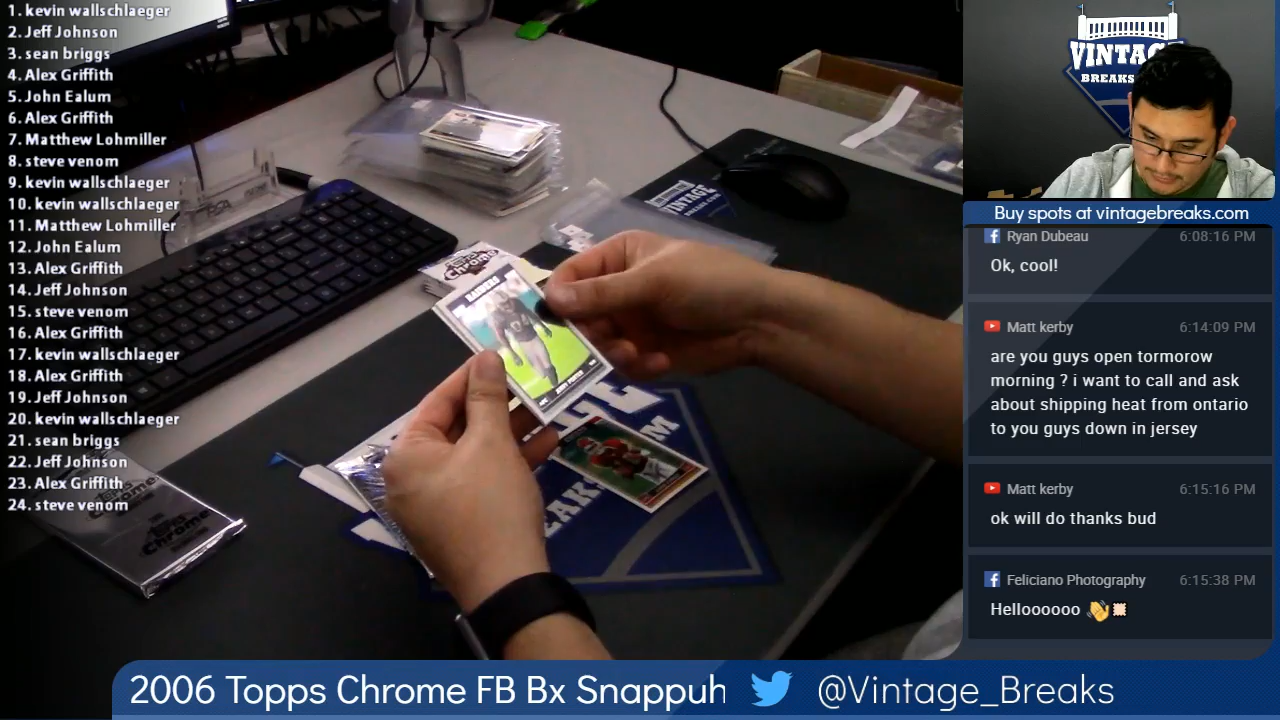 1. kevin wallschlaeger
2. Jeff Johnson
3. sean briggs
4. Alex Griffith
5. John Ealum
6. Alex Griffith
7. Matthew Lohmiller
8. steve venom
9. kevin wallschlaeger
10. kevin wallschlaeger
11. Matthew Lohmiller
12. John Ealum
13. Alex Griffith
14. Jeff Johnson
15. steve venom
16. Alex Griffith
17. kevin wallschlaeger
18. Alex Griffith
19. Jeff Johnson
20. kevin wallschlaeger
21. sean briggs
22. Jeff Johnson
23. Alex Griffith
24. steve venom
Chrome
RAIDERS
JERRY PORTER
Chrome
VINTAGE
VINTAG
BREAKS
Buy spots at vintagebreaks.com
Ryan Dubeau 6:08:16 PM
Ok, cool!
Matt kerby 6:14:09 PM
are you guys open tormorow
morning ? i want to call and ask
about shipping heat from ontario
to you guys down in jersey
Matt kerby 6:15:16 PM
ok will do thanks bud
Feliciano Photography 6:15:38 PM
Helloooooo 👋🏻
2006 Topps Chrome FB Bx Snappuh
@Vintage_Breaks